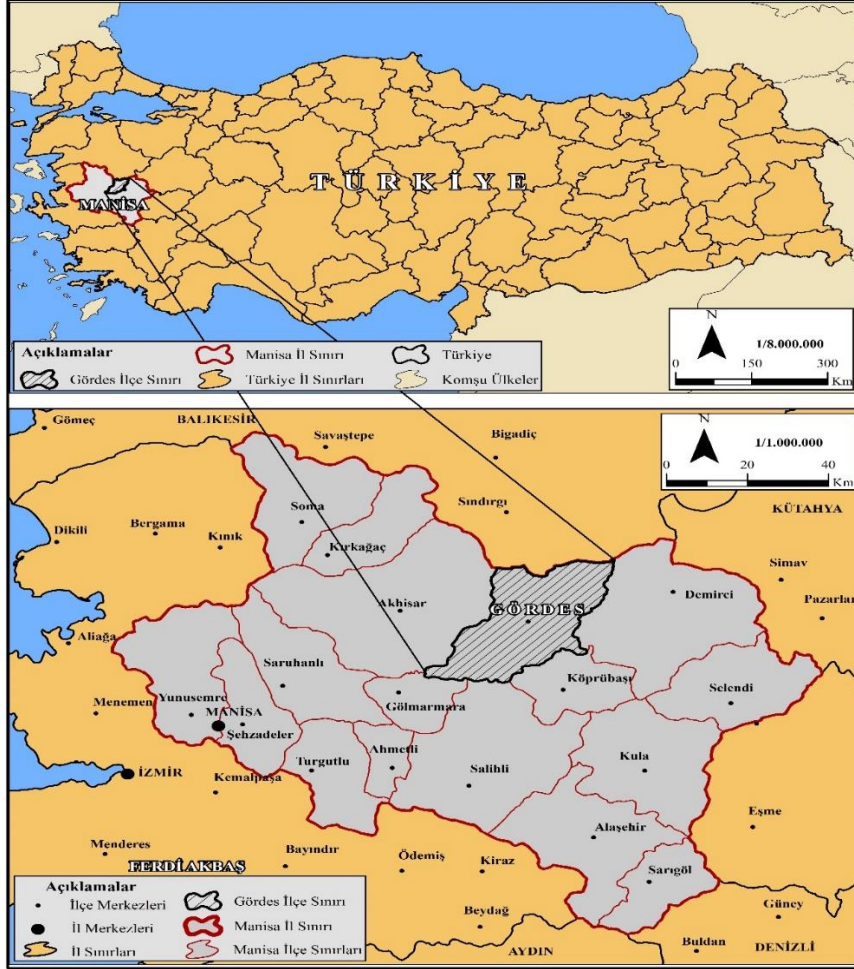 TÜRKİYE
MANİSA
Açıklamalar
Manisa İl Sınırı
Türkiye
Gördes İlçe Sınırı
Türkiye İl Sınırları
Komşu Ülkeler
N
1/8.000.000
0 150 300
Km
Gömeç
BALIKESİR
Savaştepe
Bigadiç
N
1/1.000.000
0 10 20 40
Km
Sındırgı
KÜTAHYA
Soma
Dikili
Bergama
Kınık
Kırkağaç
Simav
Akhisar
GÖRDES
Demirci
Pazarlar
Aliağa
Saruhanlı
Köprübaşı
Selendi
Menemen
Yunusemre
Gölmarmara
MANİSA
Şehzadeler
Turgutlu
Ahmetli
Salihli
Kula
İZMİR
Kemalpaşa
Alaşehir
Eşme
Menderes
Bayındır
Ödemiş
Kiraz
Sarıgöl
FERDİ AKBAŞ
Açıklamalar
İlçe Merkezleri
Gördes İlçe Sınırı
İl Merkezleri
Manisa İl Sınırı
İl Sınırları
Manisa İlçe Sınırları
Beydağ
Güney
AYDIN
Buldan
DENİZLİ